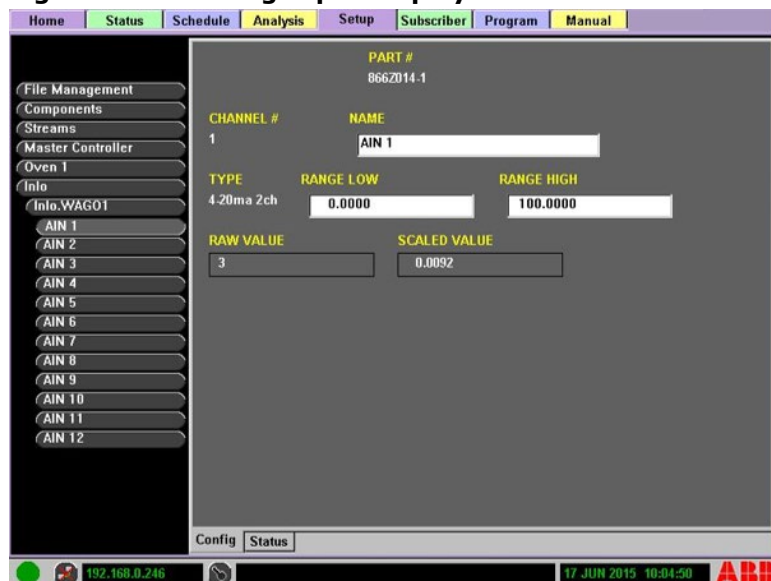 Home Status Schedule Analysis Setup Subscriber Program Manual
File Management
Components
Streams
Master Controller
Oven 1
Info
Info.WAGO1
AIN 1
AIN 2
AIN 3
AIN 4
AIN 5
AIN 6
AIN 7
AIN 8
AIN 9
AIN 10
AIN 11
AIN 12
PART #
866Z014-1
CHANNEL # NAME
1 AIN 1
TYPE RANGE LOW RANGE HIGH
4-20ma 2ch 0.0000 100.0000
RAW VALUE SCALED VALUE
3 0.0092
Config Status
192.168.0.246 17 JUN 2015 10:04:50 ABB